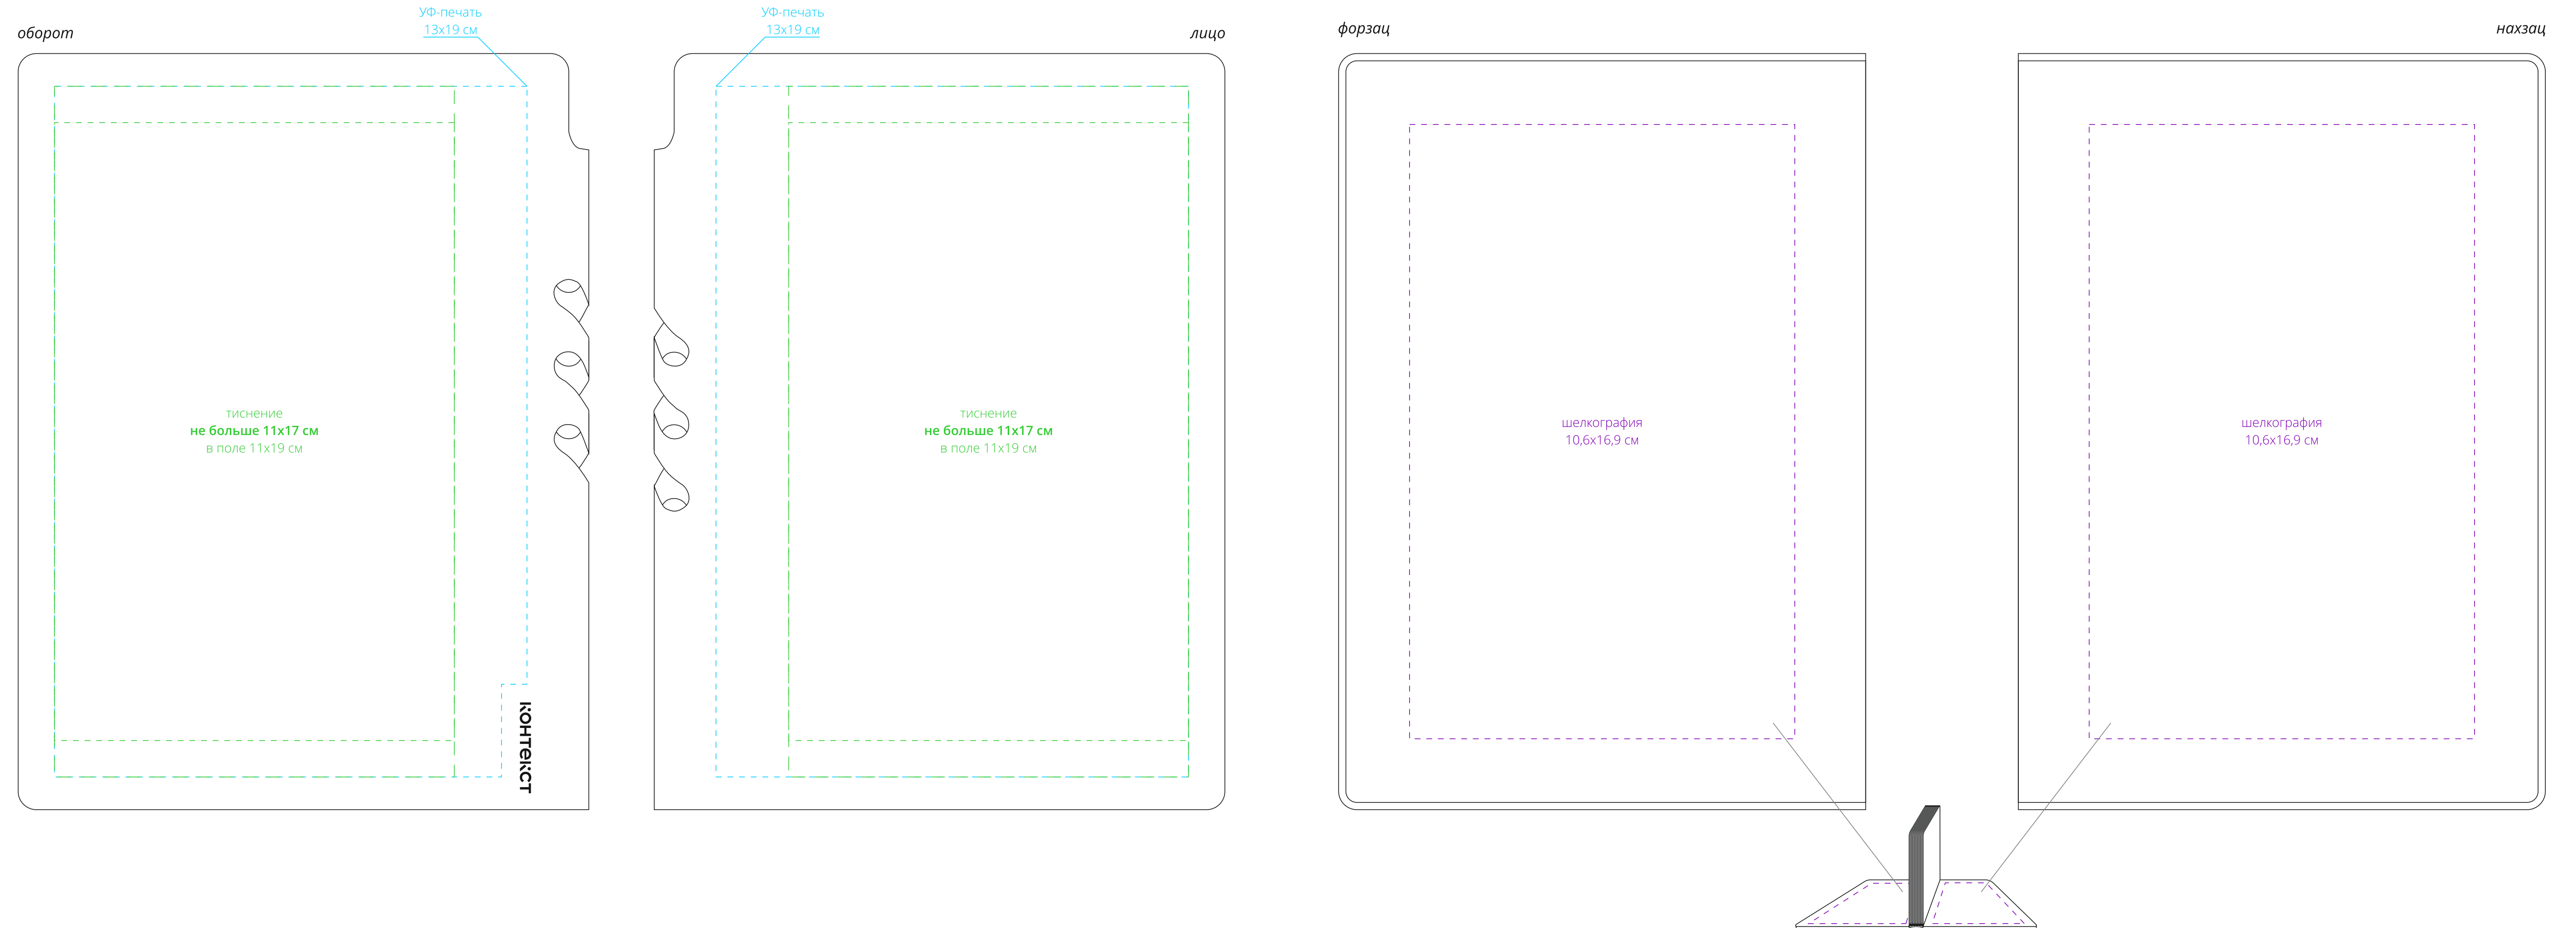 оборот
УФ-печать
13х19 см
УФ-печать
13х19 см
лицо
форзац
нахзац
тиснение
не больше 11х17 см
в поле 11х19 см
тиснение
не больше 11х17 см
в поле 11х19 см
шелкография
10,6х16,9 см
шелкография
10,6х16,9 см
контекст